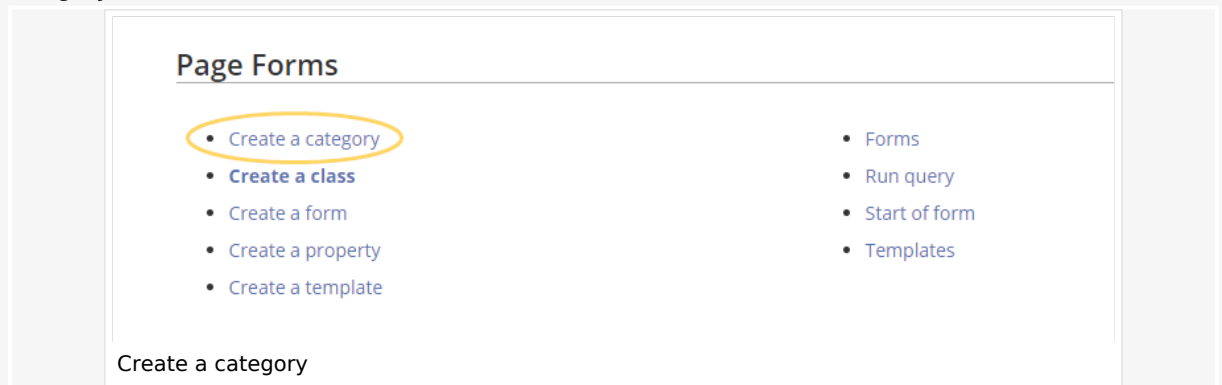 Page Forms
• Create a category
• Create a class
• Create a form
• Create a property
• Create a template
• Forms
• Run query
• Start of form
• Templates
Create a category